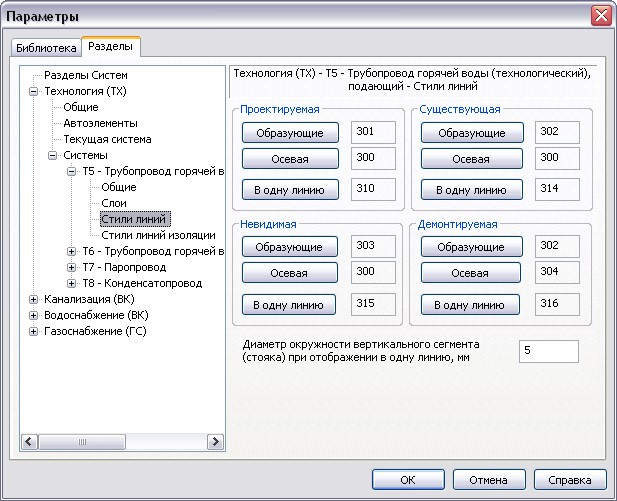 Параметры
Библиотека
Разделы
Разделы Систем
Технология (ТХ)
Общие
Автоэлементы
Текущая система
Системы
Т5 - Трубопровод горячей в
Общие
Слои
Стили линий
Стили линий изоляции
Т6 - Трубопровод горячей в
Т7 - Паропровод
Т8 - Конденсатопровод
Канализация (ВК)
Водоснабжение (ВК)
Газоснабжение (ГС)
Технология (ТХ) - Т5 - Трубопровод горячей воды (технологический),
подающий - Стили линий
Проектируемая
Образующие 301
Осевая 300
В одну линию 310
Существующая
Образующие 302
Осевая 300
В одну линию 314
Невидимая
Образующие 303
Осевая 300
В одну линию 315
Демонтируемая
Образующие 302
Осевая 304
В одну линию 316
Диаметр окружности вертикального сегмента
(стояка) при отображении в одну линию, мм
5
ОК
Отмена
Справка